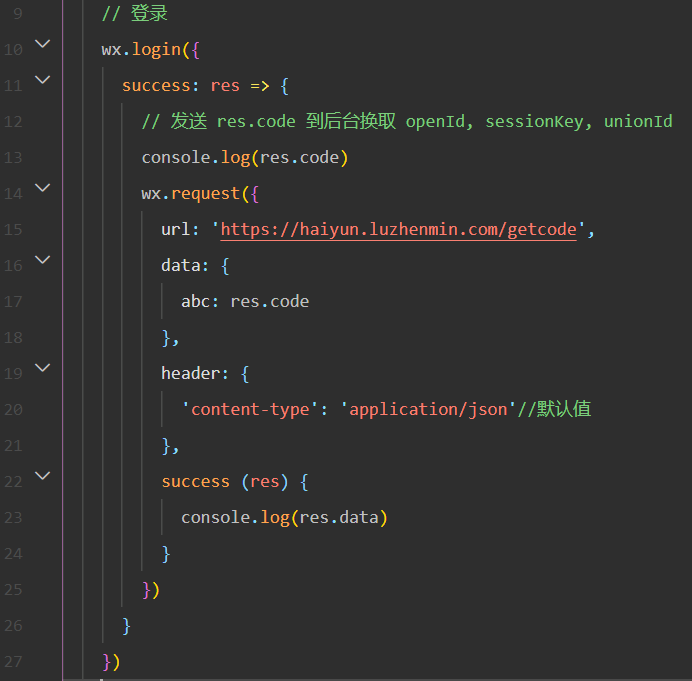 9 // 登录
10 wx.login({
11 success: res => {
12 // 发送 res.code 到后台换取 openId, sessionKey, unionId
13 console.log(res.code)
14 wx.request({
15 url: 'https://haiyun.luzhenmin.com/getcode',
16 data: {
17 abc: res.code
18 },
19 header: {
20 'content-type': 'application/json'//默认值
21 },
22 success (res) {
23 console.log(res.data)
24 }
25 })
26 }
27 })